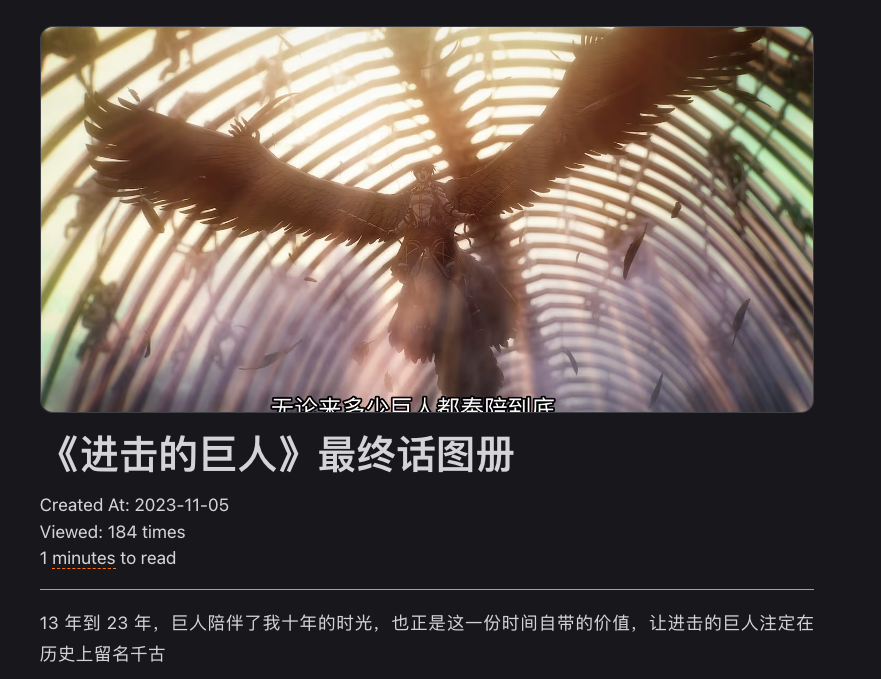 无论来多少巨人都奉陪到底
《进击的巨人》最终话图册
Created At: 2023-11-05
Viewed: 184 times
1 minutes to read
13 年到 23 年，巨人陪伴了我十年的时光，也正是这一份时间自带的价值，让进击的巨人注定在
历史上留名千古